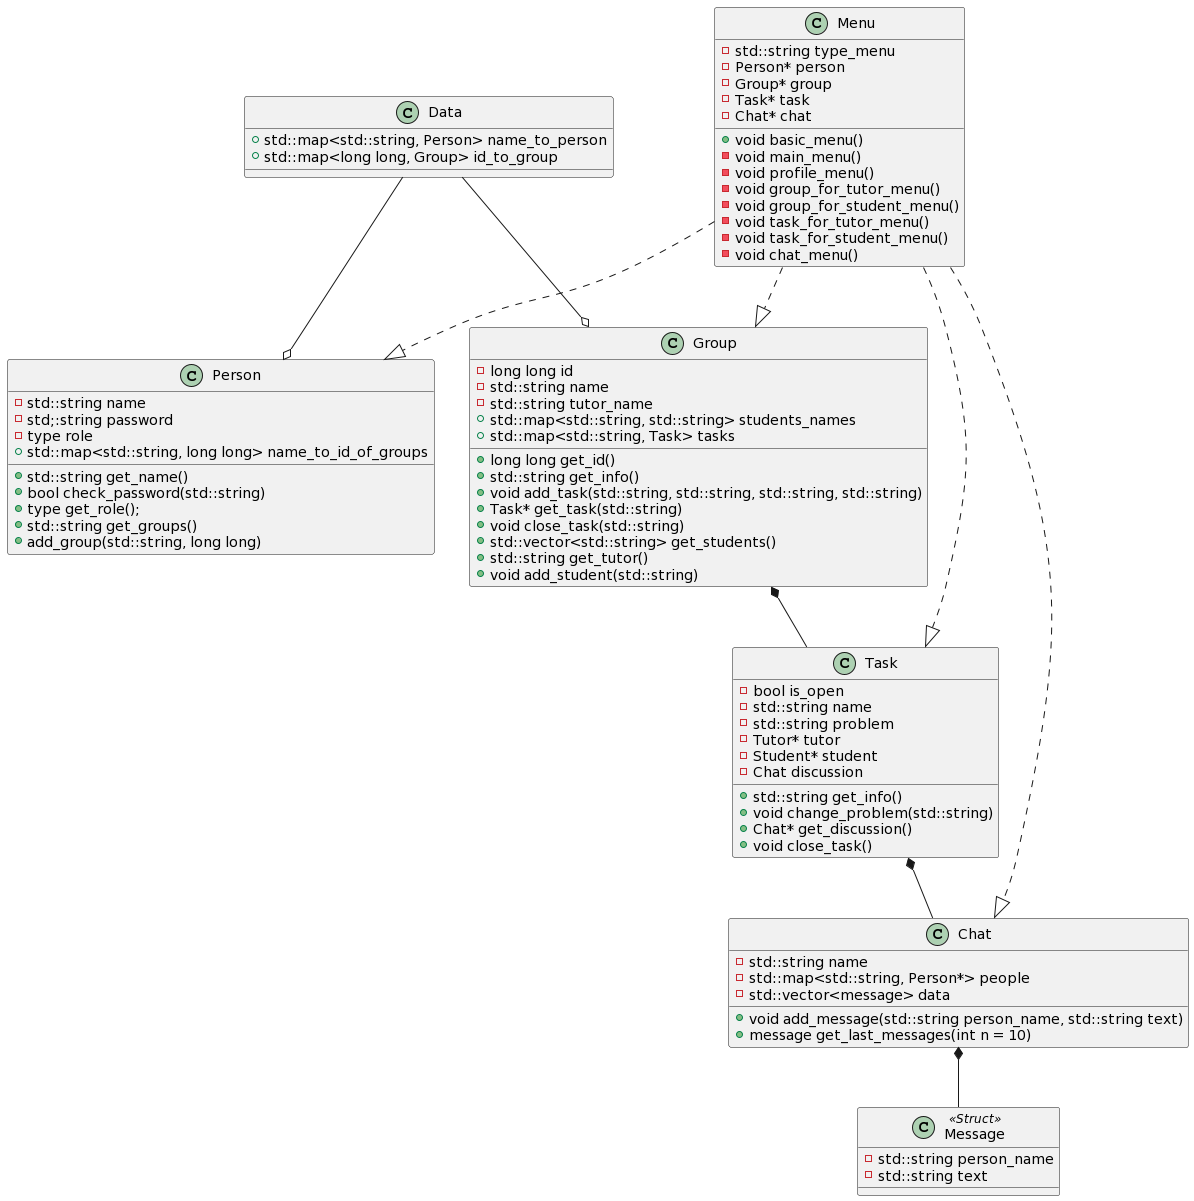 C Menu
std::string type_menu
Person* person
Group* group
Task* task
Chat* chat
void basic_menu()
void main_menu()
void profile_menu()
void group_for_tutor_menu()
void group_for_student_menu()
void task_for_tutor_menu()
void task_for_student_menu()
void chat_menu()
C Data
std::map<std::string, Person> name_to_person
std::map<long long, Group> id_to_group
C Person
std::string name
std;:string password
type role
std::map<std::string, long long> name_to_id_of_groups
std::string get_name()
bool check_password(std::string)
type get_role();
std::string get_groups()
add_group(std::string, long long)
C Group
long long id
std::string name
std::string tutor_name
std::map<std::string, std::string> students_names
std::map<std::string, Task> tasks
long long get_id()
std::string get_info()
void add_task(std::string, std::string, std::string, std::string)
Task* get_task(std::string)
void close_task(std::string)
std::vector<std::string> get_students()
std::string get_tutor()
void add_student(std::string)
C Task
bool is_open
std::string name
std::string problem
Tutor* tutor
Student* student
Chat discussion
std::string get_info()
void change_problem(std::string)
Chat* get_discussion()
void close_task()
C Chat
std::string name
std::map<std::string, Person*> people
std::vector<message> data
void add_message(std::string person_name, std::string text)
message get_last_messages(int n = 10)
«Struct»
C Message
std::string person_name
std::string text